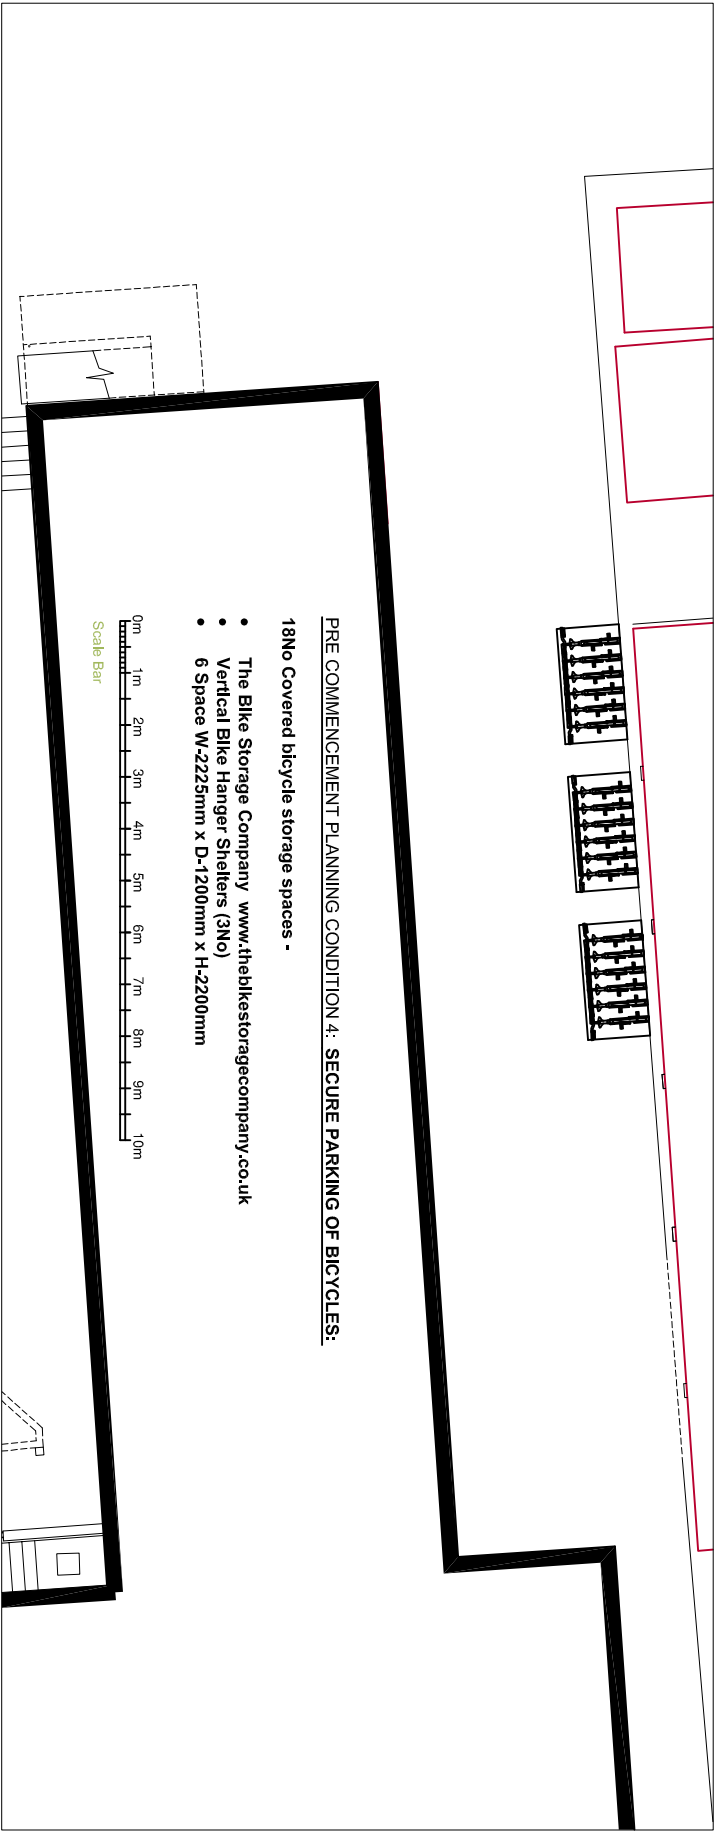 PRE COMMENCEMENT PLANNING CONDITION 4: SECURE PARKING OF BICYCLES:
18No Covered bicycle storage spaces -
• The Bike Storage Company www.thebikestoragecompany.co.uk
• Vertical Bike Hanger Shelters (3No)
• 6 Space W-2225mm x D-1200mm x H-2200mm
0m 1m 2m 3m 4m 5m 6m 7m 8m 9m 10m
Scale Bar